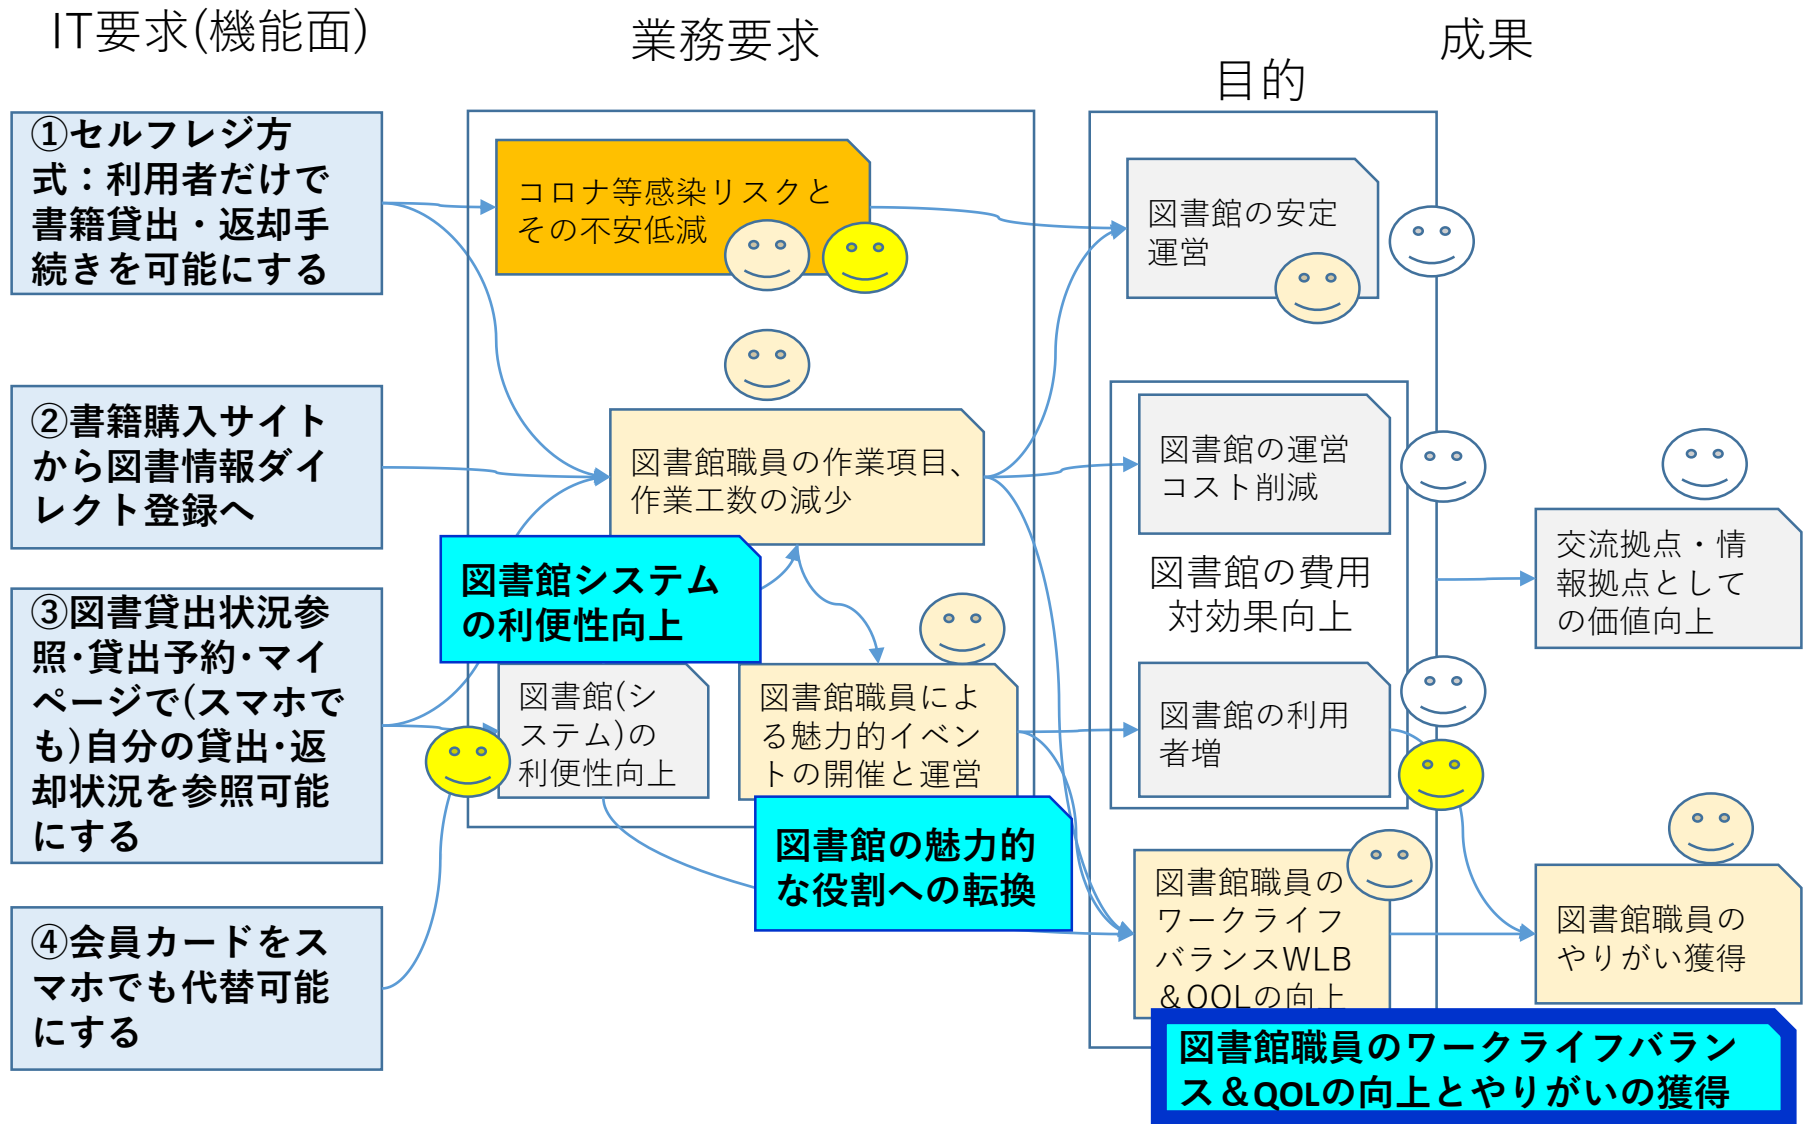 IT要求(機能面)
業務要求
目的
成果
①セルフレジ方
式：利用者だけで
書籍貸出・返却手
続きを可能にする
②書籍購入サイト
から図書情報ダイ
レクト登録へ
③図書貸出状況参
照･貸出予約･マイ
ページで(スマホで
も)自分の貸出･返
却状況を参照可能
にする
④会員カードをス
マホでも代替可能
にする
コロナ等感染リスクと
その不安低減
図書館職員の作業項目、
作業工数の減少
図書館システム
の利便性向上
図書館(シ
ステム)の
利便性向上
図書館職員によ
る魅力的イベン
トの開催と運営
図書館の魅力的
な役割への転換
図書館の安定
運営
図書館の運営
コスト削減
図書館の費用
対効果向上
図書館の利用
者増
図書館職員の
ワークライフ
バランスWLB
＆QOLの向上
交流拠点・情
報拠点として
の価値向上
図書館職員の
やりがい獲得
図書館職員のワークライフバラン
ス＆QOLの向上とやりがいの獲得